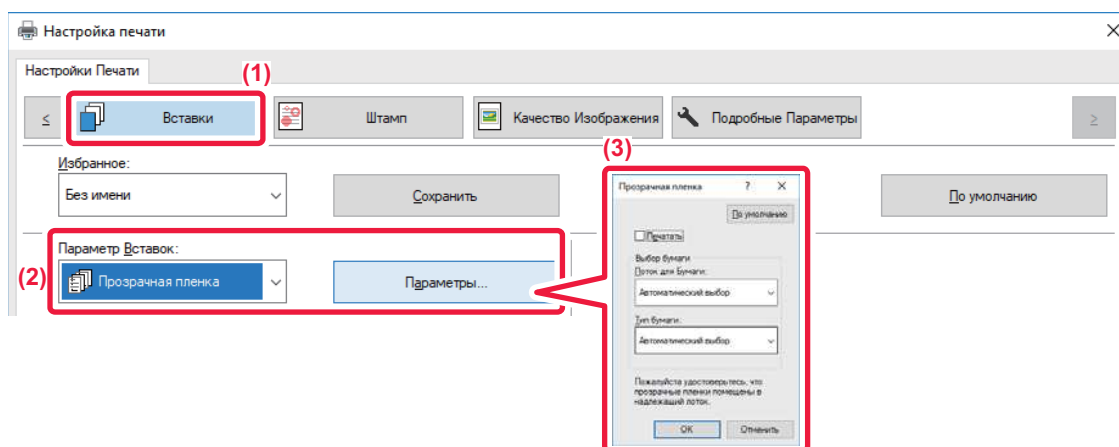 Настройка печати
Настройки Печати
(1)
<
Вставки
Штамп
Качество Изображения
Подробные Параметры
>
(3)
Избранное:
Без имени
Сохранить
По умолчанию
Параметр Вставок:
(2)
Прозрачная пленка
Параметры...
Прозрачная пленка ? X
По умолчанию
Печатать
Выбор бумаги
Лоток для Бумаги:
Автоматический выбор
Тип бумаги:
Автоматический выбор
Пожалуйста удостоверьтесь, что
прозрачные пленки помещены в
надлежащий лоток.
OK
Отменить